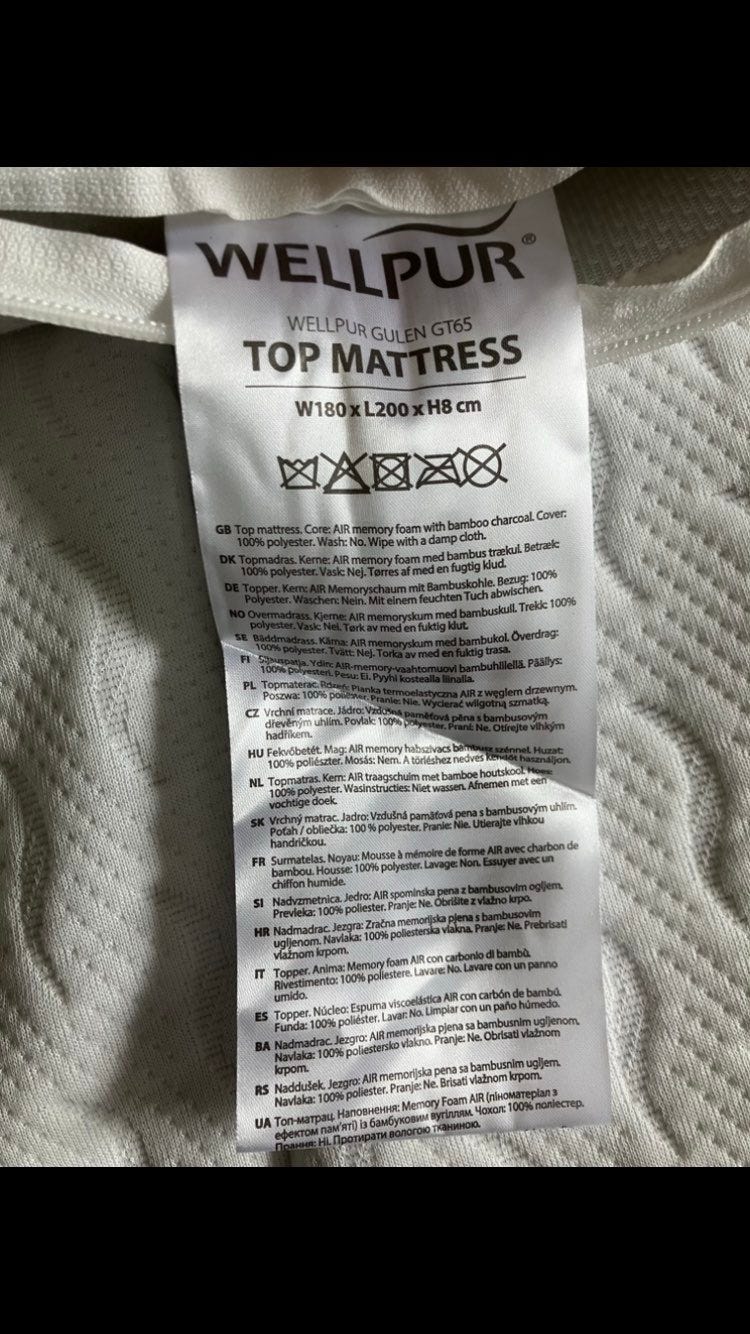 WELLPUR®
WELLPUR GULEN GT65
TOP MATTRESS
W180 x L200 x H8 cm
GB Top mattress. Core: AIR memory foam with bamboo charcoal. Cover:
100% polyester. Wash: No. Wipe with a damp cloth.
DK Topmadras. Kerne: AIR memory foam med bambus trækul. Betræk:
100% polyester. Vask: Nej. Tørres af med en fugtig klud.
DE Topper. Kern: AIR Memoryschaum mit Bambuskohle. Bezug: 100%
Polyester. Waschen: Nein. Mit einem feuchten Tuch abwischen.
NO Overmadrass. Kjerne: AIR memoryskum med bambuskull. Trekk: 100%
polyester. Vask: Nei. Tørk av med en fuktig klut.
SE Bäddmadrass. Kärna: AIR memoryskum med bambukol. Överdrag:
100% polyester. Tvätt: Nej. Torka av med en fuktig trasa.
FI Sijauspatja. Ydin: AIR-memory-vaahtomuovi bambuhiilellä. Päällys:
100% polyesteri. Pesu: Ei. Pyyhi kostealla liinalla.
PL Topmaterac. Rdzeń: Pianka termoelastyczna AIR z węglem drzewnym.
Poszwa: 100% poliester. Pranie: Nie. Wycierać wilgotną szmatką.
CZ Vrchní matrace. Jádro: Vzdušná paměťová pěna s bambusovým
dřevěným uhlím. Povlak: 100% polyester. Praní: Ne. Otírejte vlhkým
hadříkem.
HU Fekvőbetét. Mag: AIR memory habszivacs bambusz szénnel. Huzat:
100% poliészter. Mosás: Nem. A törléshez nedves kendőt használjon.
NL Topmatras. Kern: AIR traagschuim met bamboe houtskool. Hoes:
100% polyester. Wasinstructies: Niet wassen. Afnemen met een
vochtige doek.
SK Vrchný matrac. Jadro: Vzdušná pamäťová pena s bambusovým uhlím.
Poťah / obliečka: 100 % polyester. Pranie: Nie. Utierajte vlhkou
handričkou.
FR Surmatelas. Noyau: Mousse à mémoire de forme AIR avec charbon de
bambou. Housse: 100% polyester. Lavage: Non. Essuyer avec un
chiffon humide.
SI Nadvzmetnica. Jedro: AIR spominska pena z bambusovim ogljem.
Prevleka: 100% poliester. Pranje: Ne. Obrišite z vlažno krpo.
HR Nadmadrac. Jezgra: Zračna memorijska pjena s bambusovim
ugljenom. Navlaka: 100% poliesterska vlakna. Pranje: Ne. Prebrisati
vlažnom krpom.
IT Topper. Anima: Memory foam AIR con carbonio di bambù.
Rivestimento: 100% poliestere. Lavare: No. Lavare con un panno
umido.
ES Topper. Núcleo: Espuma viscoelástica AIR con carbón de bambú.
Funda: 100% poliéster. Lavar: No. Limpiar con un paño húmedo.
BA Nadmadrac. Jezgro: AIR memorijska pjena sa bambusnim ugljenom.
Navlaka: 100% poliestersko vlakno. Pranje: Ne. Obrisati vlažnom
krpom.
RS Naddušek. Jezgro: AIR memorijska pjena sa bambusnim ugljem.
Navlaka: 100% poliester. Pranje: Ne. Brisati vlažnom krpom.
UA Топ-матрац. Наповнення: Memory Foam AIR (піноматеріал з
ефектом пам'яті) із бамбуковим вугіллям. Чохол: 100% поліестер.
Прання: Ні. Протирати вологою тканиною.